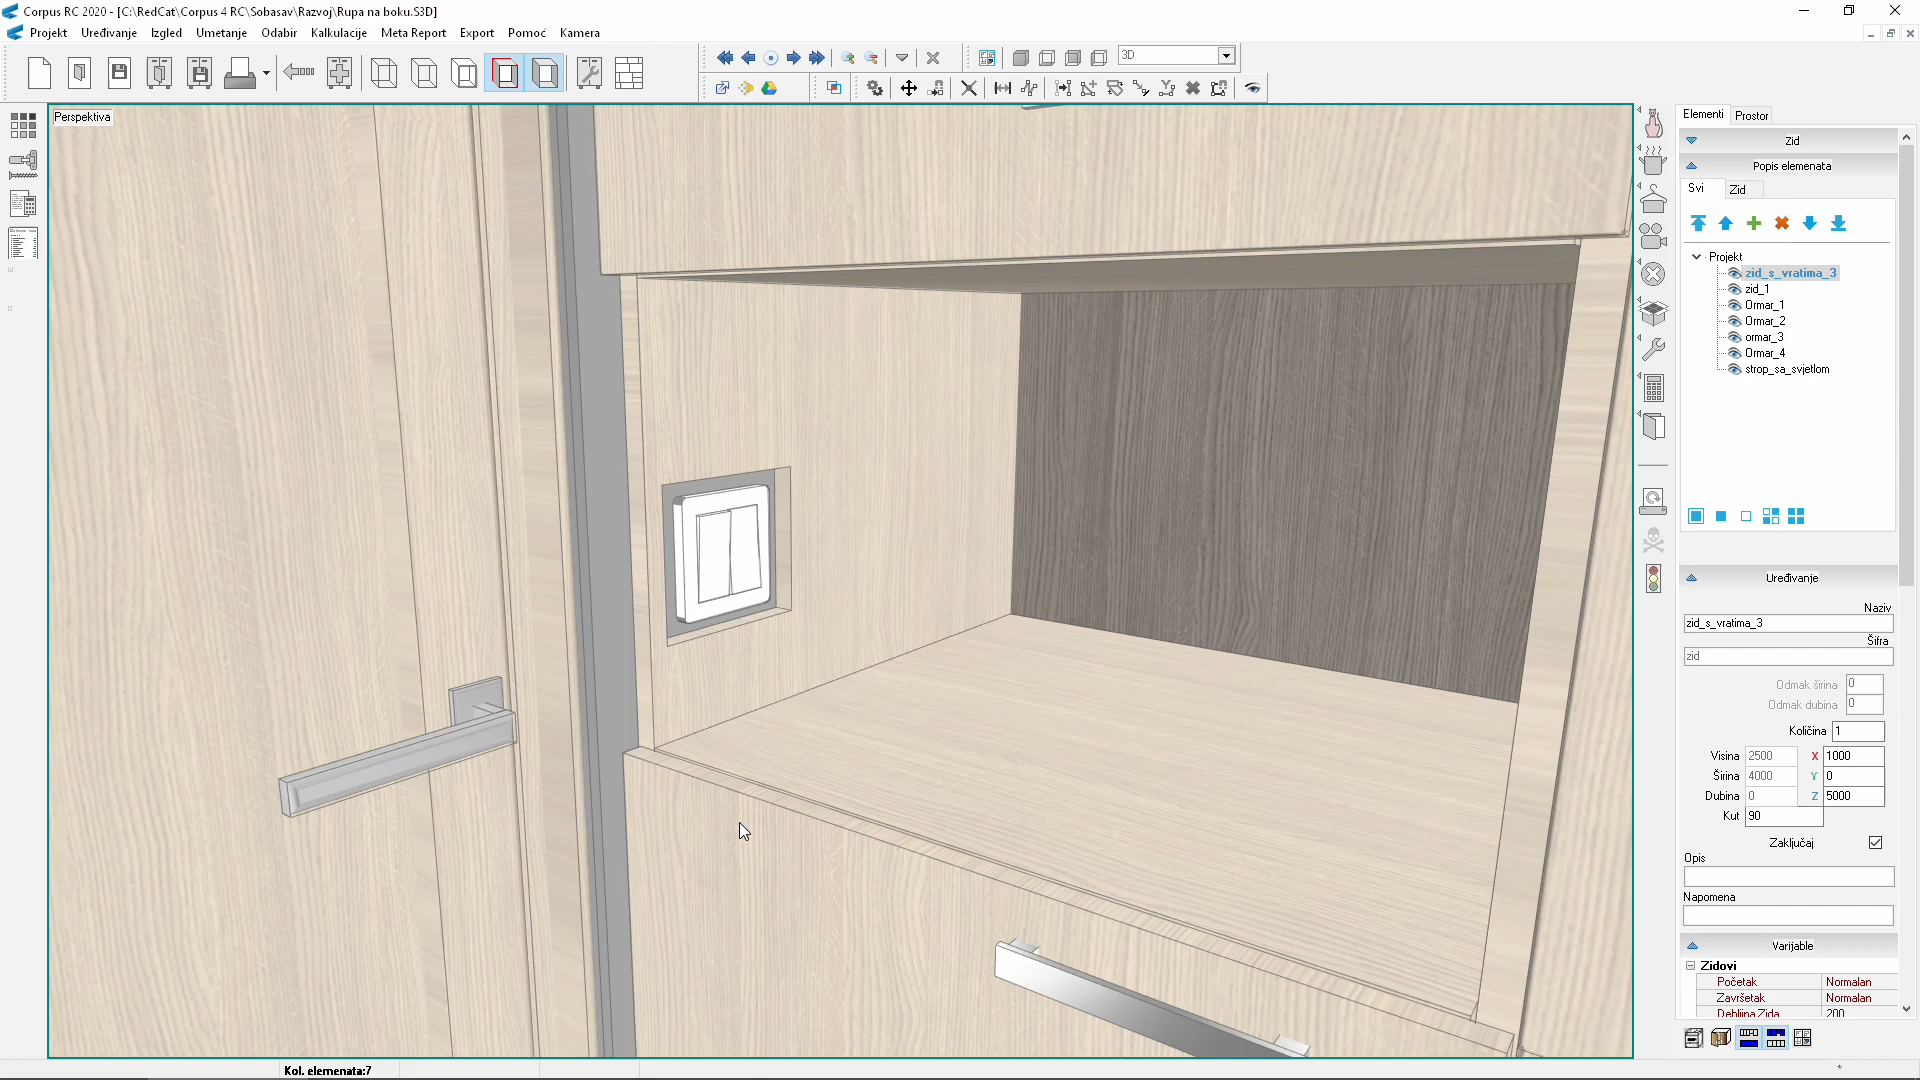 Corpus RC 2020 - [C:\RedCat\Corpus 4 RC\Sobasav\Razvoj\Rupa na boku.S3D]
Projekt Uređivanje Izgled Umetanje Odabir Kalkulacije Meta Report Export Pomoć Kamera
3D
Perspektiva
Elementi Prostor
Zid
Popis elemenata
Svi Zid
Projekt
zid_s_vratima_3
zid_1
Ormar_1
Ormar_2
ormar_3
Ormar_4
strop_sa_svjetlom
Uređivanje
Naziv
zid_s_vratima_3
Šifra
zid
Odmak širina 0
Odmak dubina 0
Količina 1
Visina 2500 X 1000
Širina 4000 Y 0
Dubina 0 Z 5000
Kut 90
Zaključaj
Opis
Napomena
Varijable
Zidovi
Početak Normalan
Završetak Normalan
Debljina Zida 200
Kol. elemenata:7
*